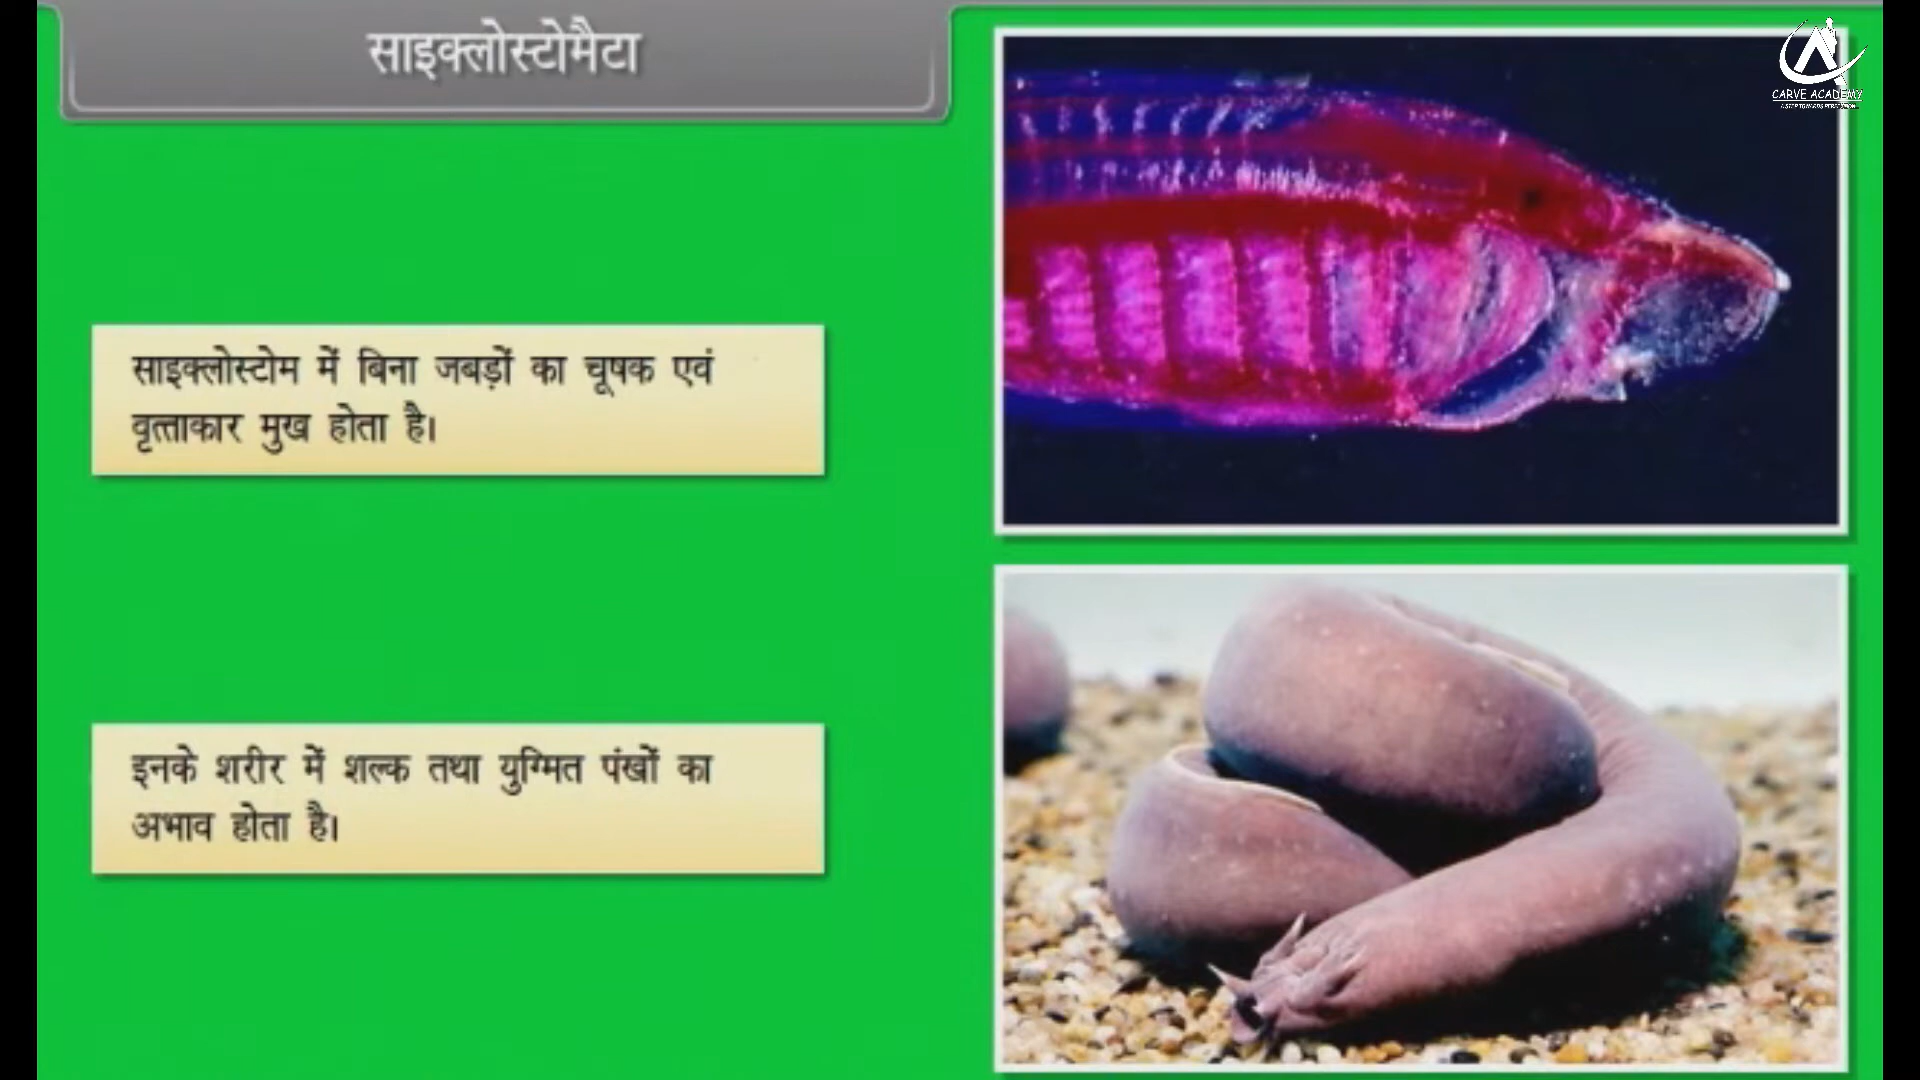 साइक्लोस्टोमैटा
साइक्लोस्टोम में बिना जबड़ों का चूषक एवं
वृत्ताकार मुख होता है।
इनके शरीर में शल्क तथा युग्मित पंखों का
अभाव होता है।
CARVE ACADEMY